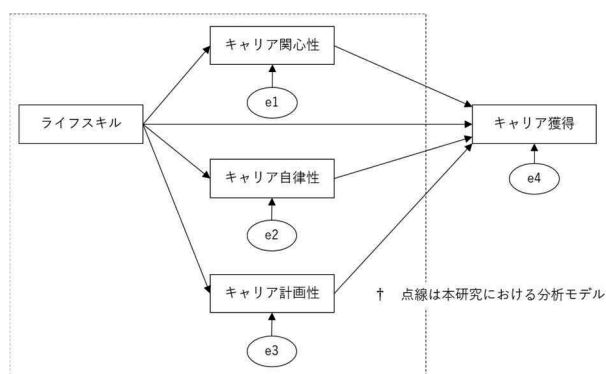 キャリア関心性
e1
ライフスキル
キャリア獲得
キャリア自律性
e4
e2
キャリア計画性
† 点線は本研究における分析モデル
e3